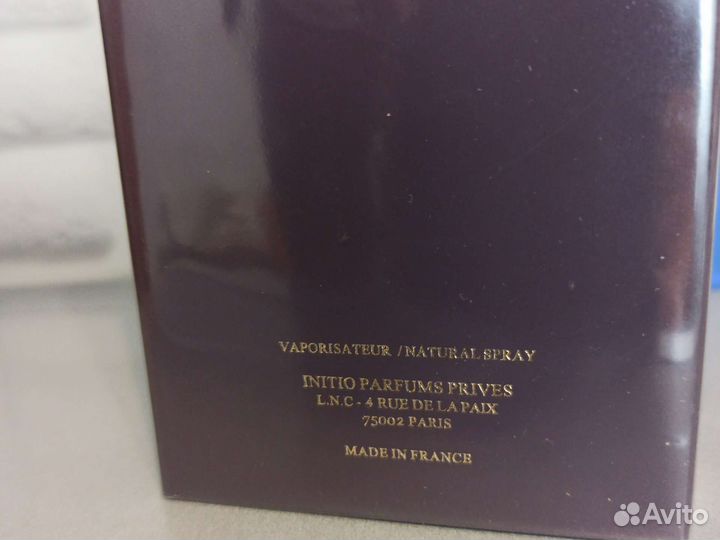 VAPORISATEUR / NATURAL SPRAY
INITIO PARFUMS PRIVES
L.N.C - 4 RUE DE LA PAIX
75002 PARIS
MADE IN FRANCE
Avito